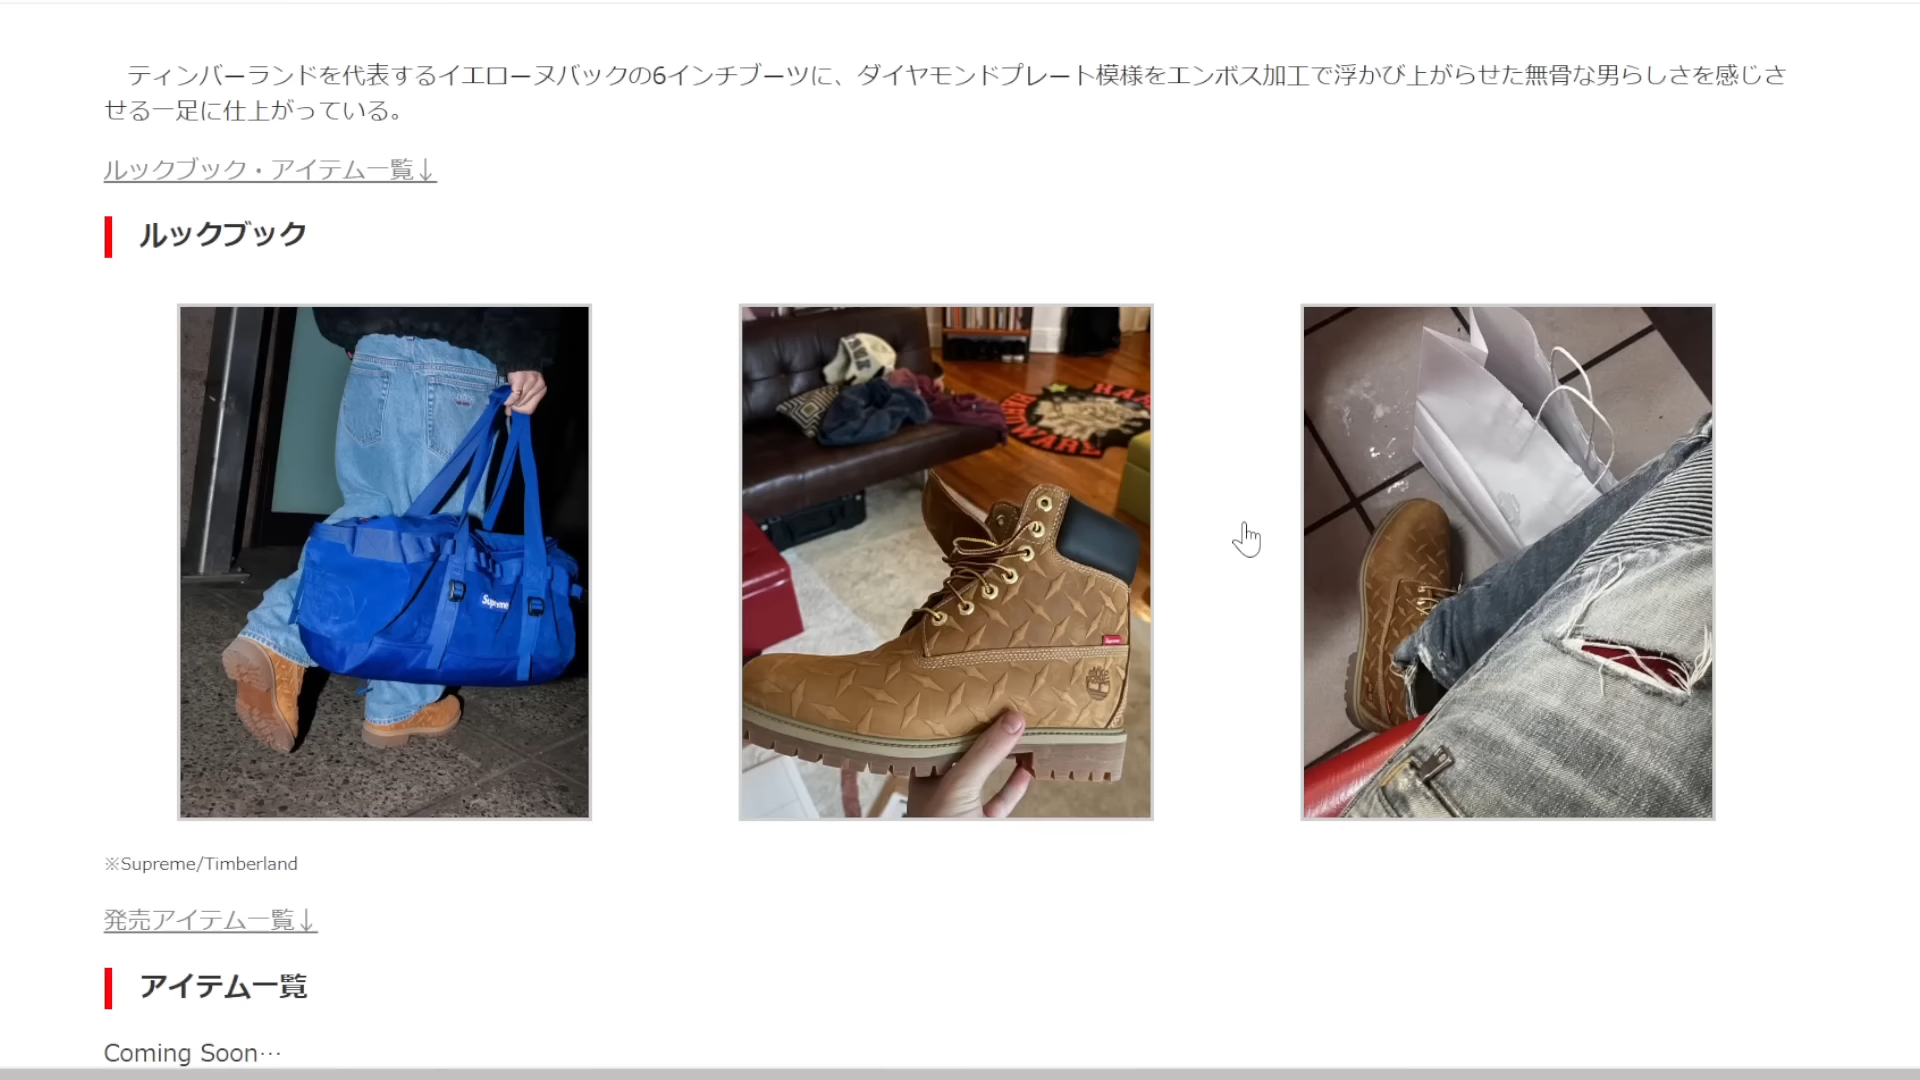 ティンバーランドを代表するイエローヌバックの6インチブーツに、ダイヤモンドプレート模様をエンボス加工で浮かび上がらせた無骨な男らしさを感じさ
せる一足に仕上がっている。
ルックブック・アイテム一覧↓
ルックブック
Supreme
※Supreme/Timberland
発売アイテム一覧↓
アイテム一覧
Coming Soon…